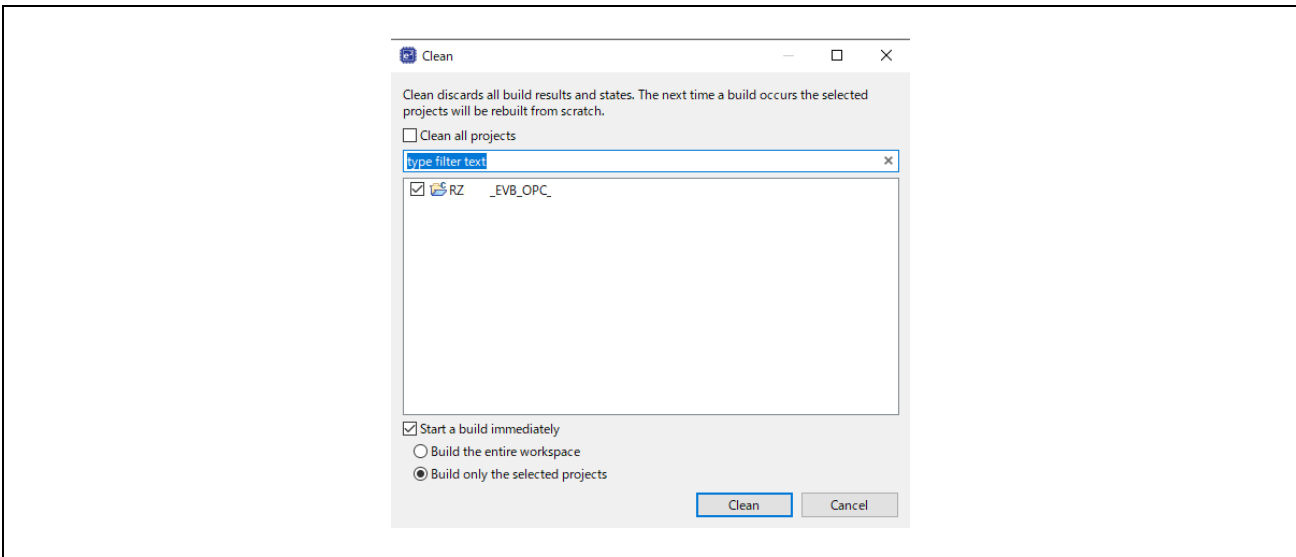 Clean
Clean discards all build results and states. The next time a build occurs the selected
projects will be rebuilt from scratch.
Clean all projects
type filter text
RZ _EVB_OPC_
Start a build immediately
Build the entire workspace
Build only the selected projects
Clean Cancel